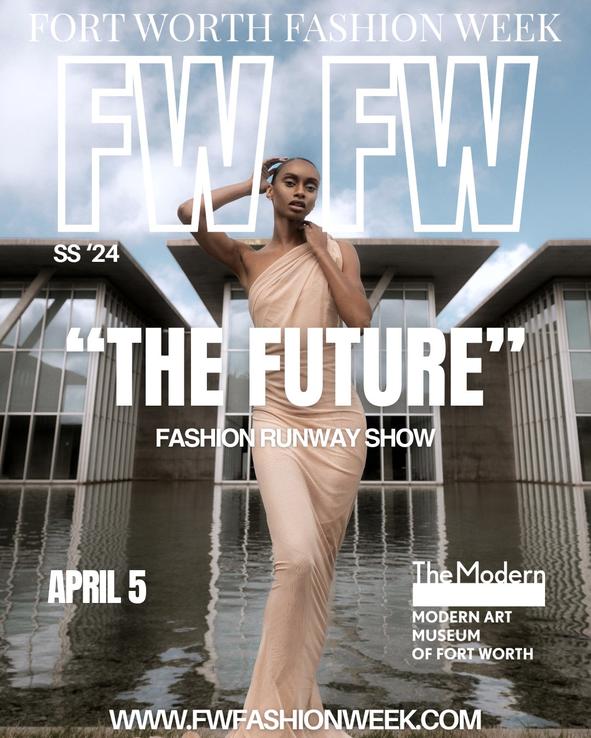 FORT WORTH FASHION WEEK
FW FW
SS ‘24
“THE FUTURE”
FASHION RUNWAY SHOW
APRIL 5
The Modern
MODERN ART
MUSEUM
OF FORT WORTH
WWW.FWFASHIONWEEK.COM